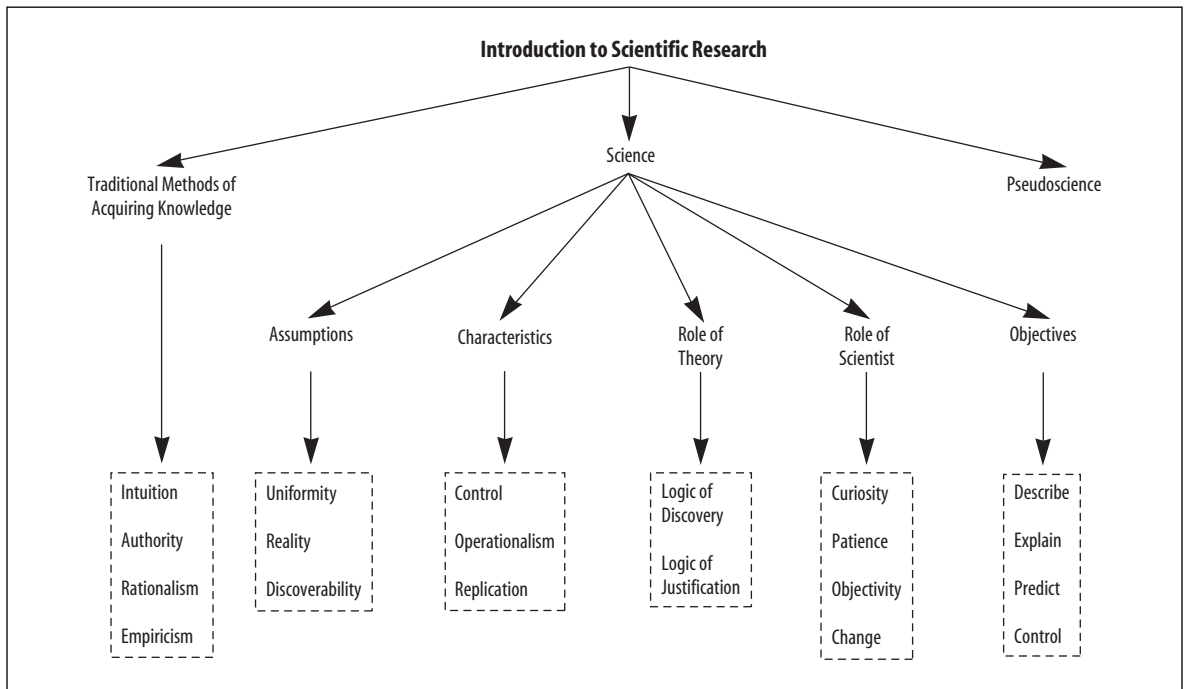 Introduction to Scientific Research
Traditional Methods of
Acquiring Knowledge
Science
Pseudoscience
Assumptions
Characteristics
Role of
Theory
Role of
Scientist
Objectives
Intuition
Authority
Rationalism
Empiricism
Uniformity
Reality
Discoverability
Control
Operationalism
Replication
Logic of
Discovery
Logic of
Justification
Curiosity
Patience
Objectivity
Change
Describe
Explain
Predict
Control